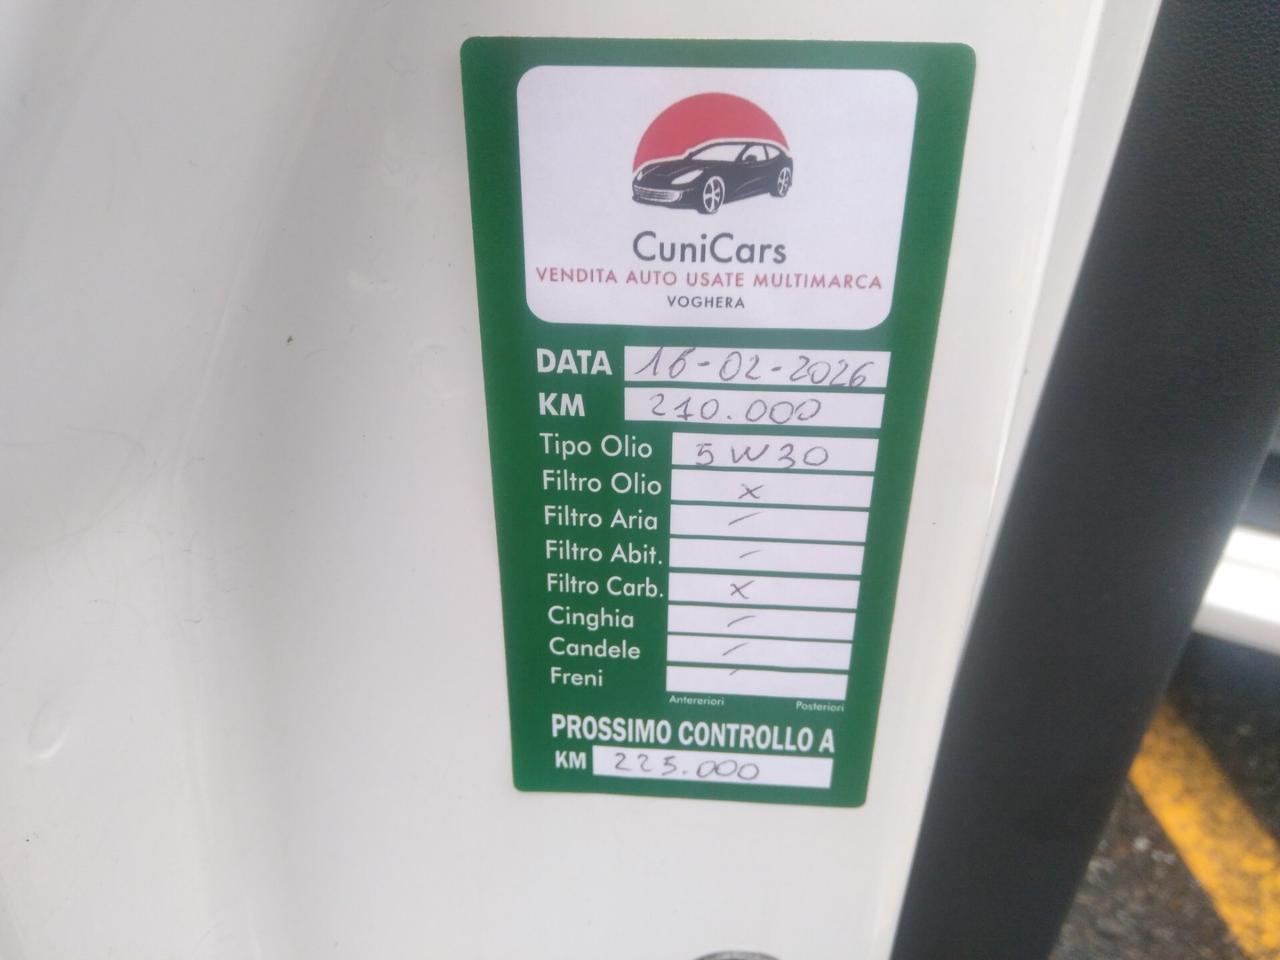 CuniCars
VENDITA AUTO USATE MULTIMARCA
VOGHERA
DATA 16-02-2026
KM 210.000
Tipo Olio 5W30
Filtro Olio x
Filtro Aria –
Filtro Abit. –
Filtro Carb. x
Cinghia –
Candele –
Freni –
Antereriori Posteriori
PROSSIMO CONTROLLO A
KM 225.000